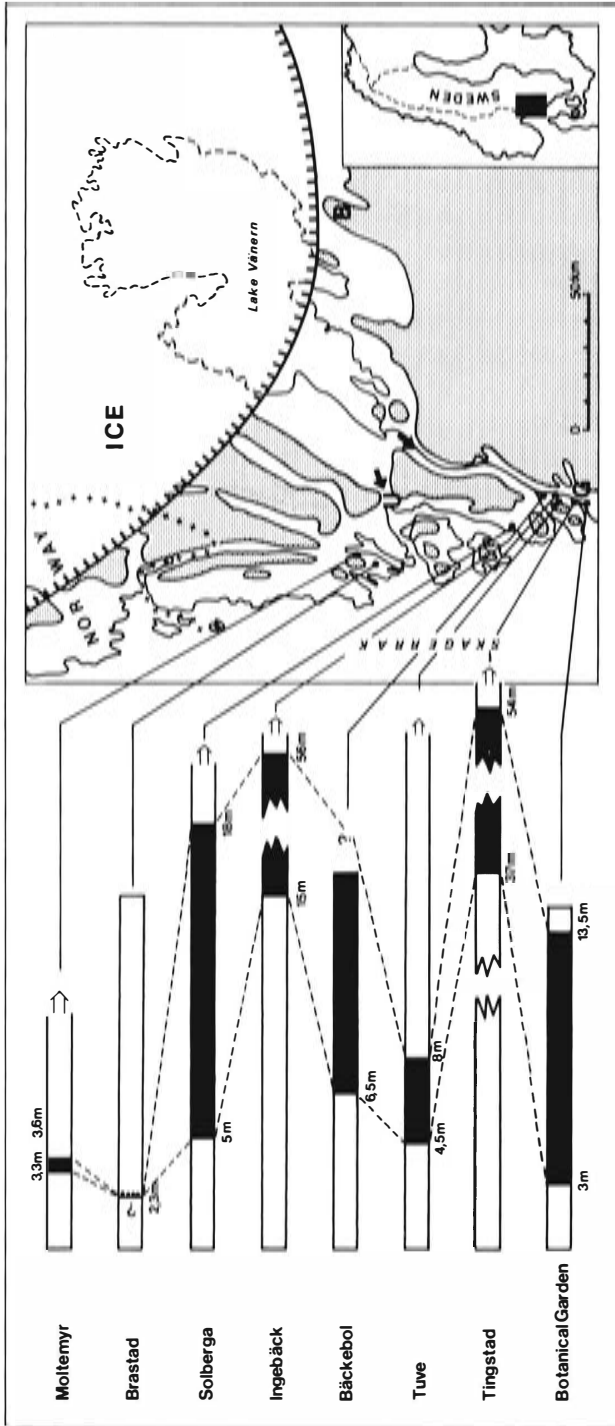 Moltemyr
3,3m 3,6m
Brastad
?
2,3m
Solberga
5m
18m
Ingebäck
15m
56m
Bäckebol
6,5m
?
Tuve
4,5m
8m
Tingstad
37m
54m
Botanical Garden
3m
13,5m
NORWAY
ICE
Lake Vänern
SKAGERRAK
B
G
0 50km
SWEDEN